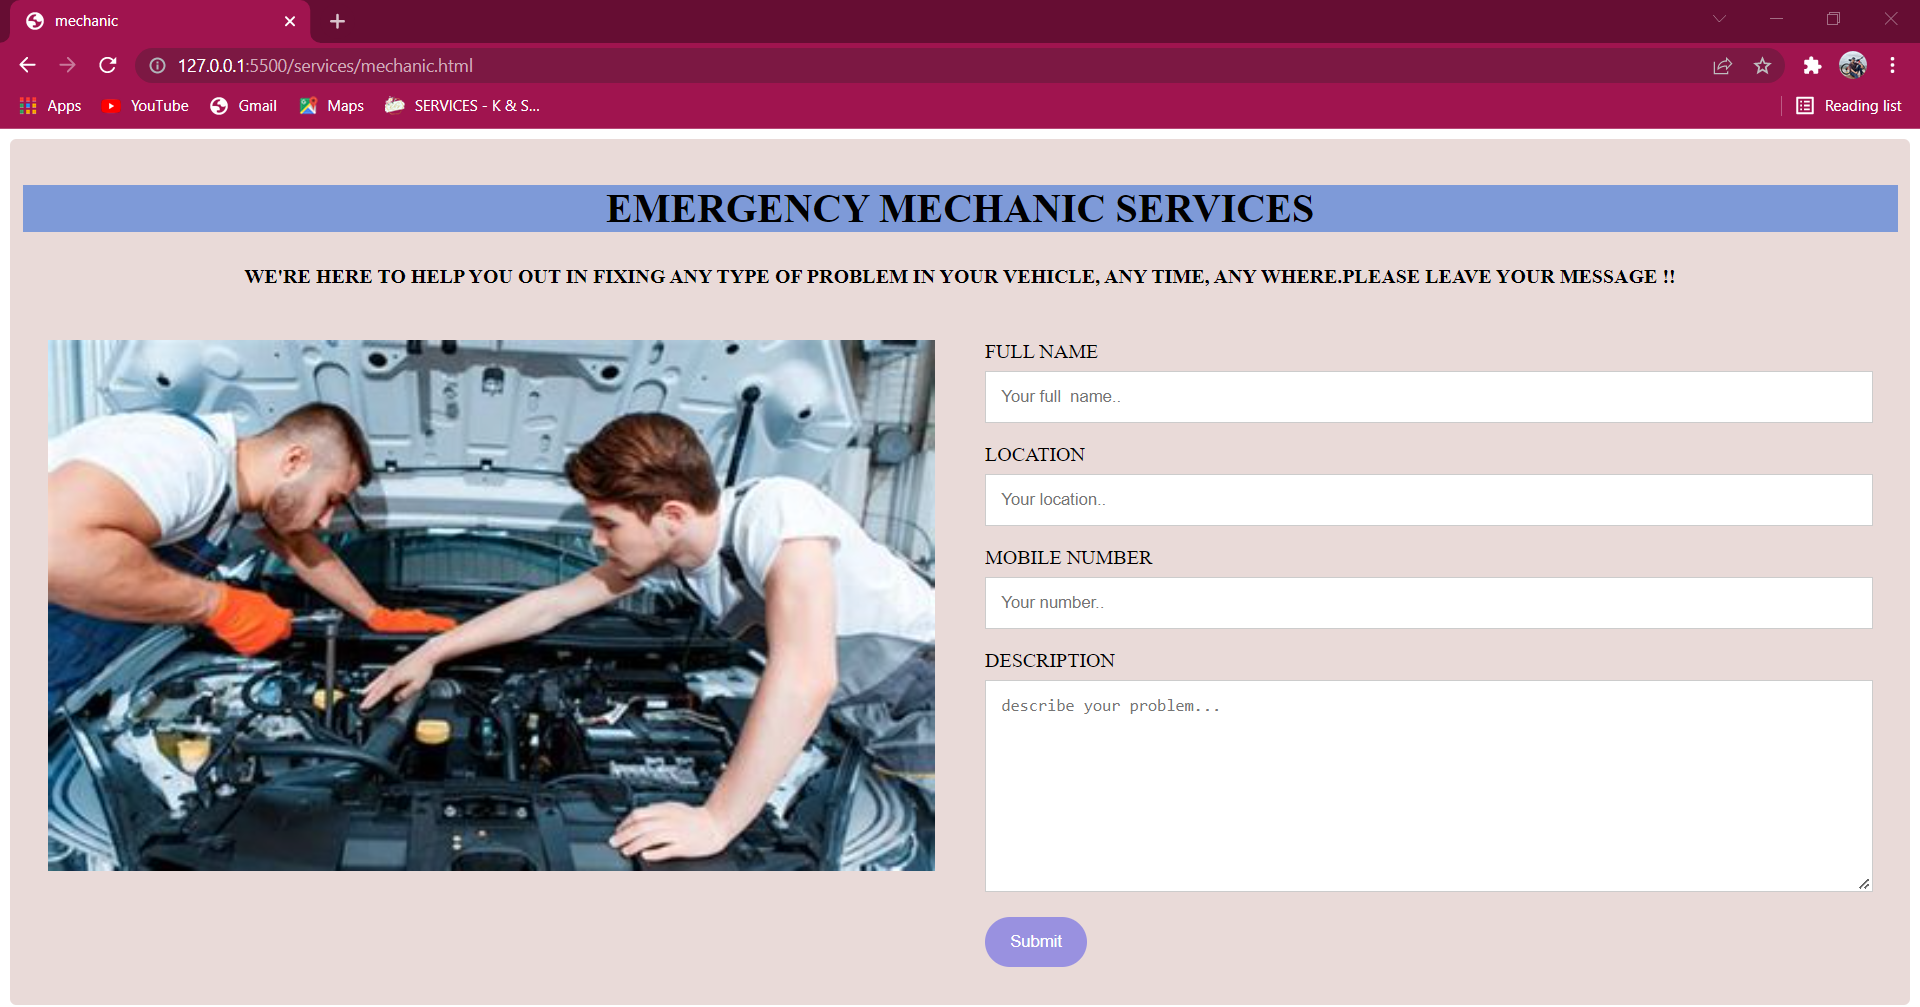 mechanic
127.0.0.1:5500/services/mechanic.html
Apps YouTube Gmail Maps SERVICES - K & S... Reading list
EMERGENCY MECHANIC SERVICES
WE'RE HERE TO HELP YOU OUT IN FIXING ANY TYPE OF PROBLEM IN YOUR VEHICLE, ANY TIME, ANY WHERE.PLEASE LEAVE YOUR MESSAGE !!
FULL NAME
Your full  name..
LOCATION
Your location..
MOBILE NUMBER
Your number..
DESCRIPTION
describe your problem...
Submit